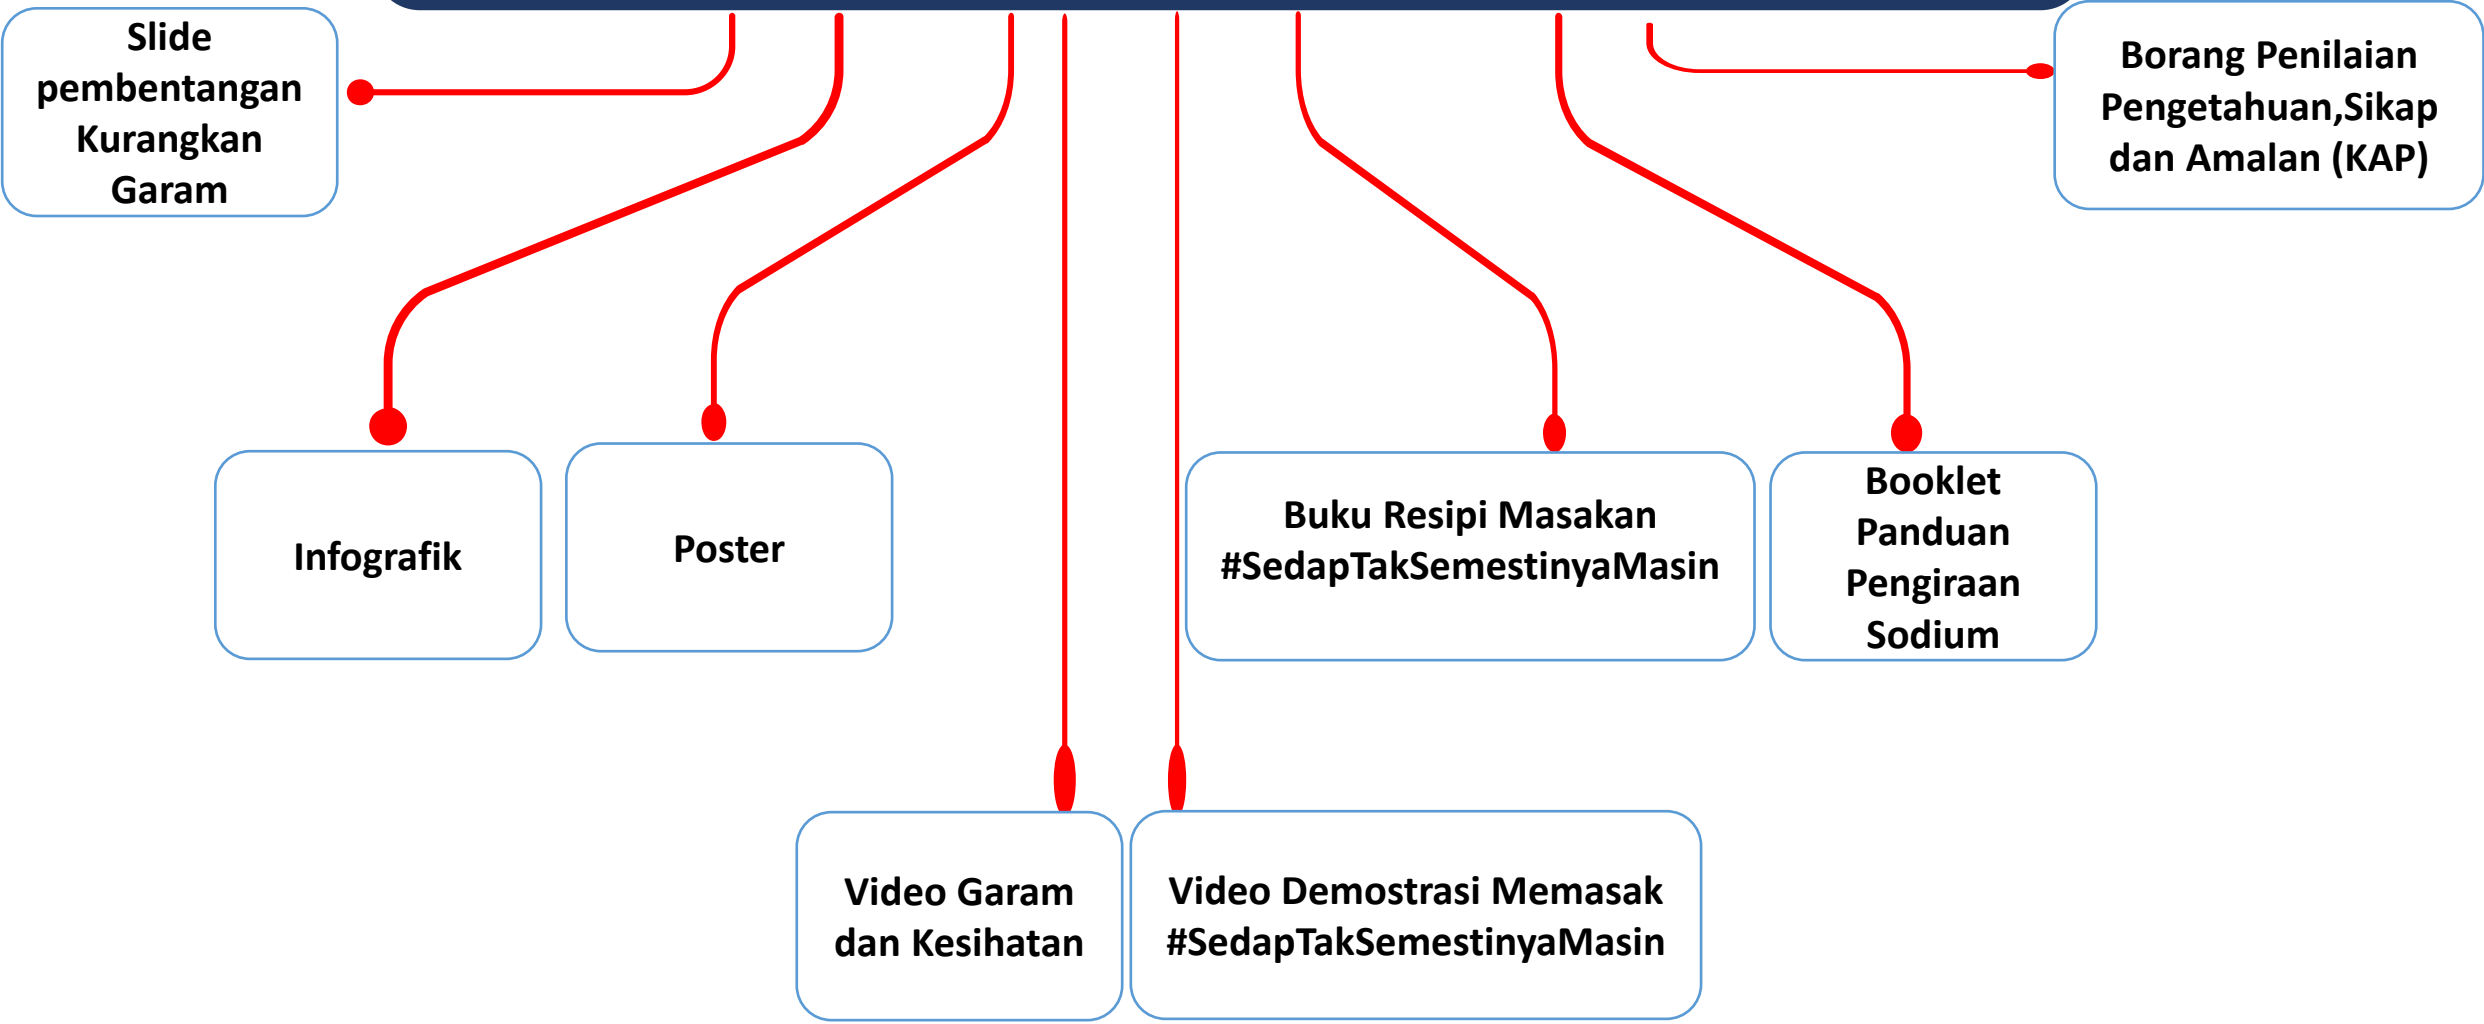 Slide
pembentangan
Kurangkan
Garam
Borang Penilaian
Pengetahuan,Sikap
dan Amalan (KAP)
Infografik
Poster
Buku Resipi Masakan
#SedapTakSemestinyaMasin
Booklet
Panduan
Pengiraan
Sodium
Video Garam
dan Kesihatan
Video Demostrasi Memasak
#SedapTakSemestinyaMasin